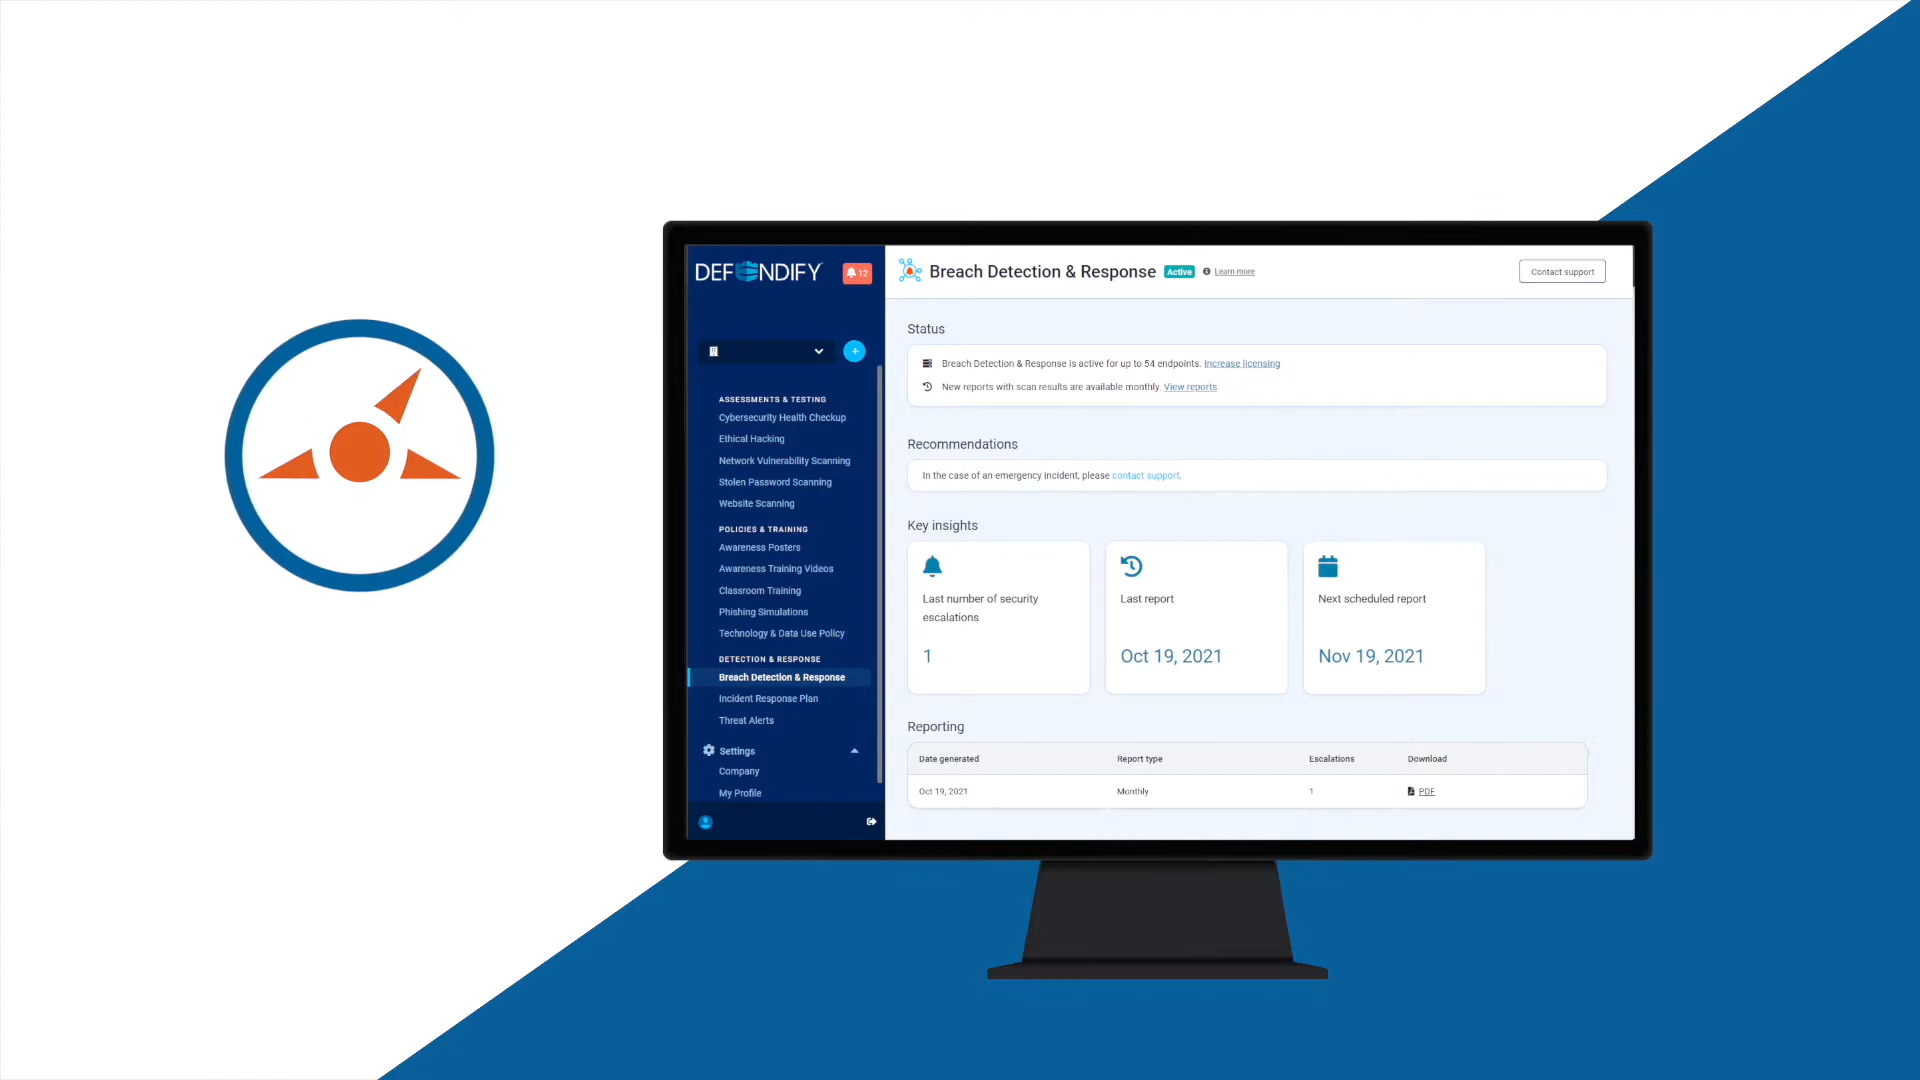 DEFENDIFY
12
ASSESSMENTS & TESTING
Cybersecurity Health Checkup
Ethical Hacking
Network Vulnerability Scanning
Stolen Password Scanning
Website Scanning
POLICIES & TRAINING
Awareness Posters
Awareness Training Videos
Classroom Training
Phishing Simulations
Technology & Data Use Policy
DETECTION & RESPONSE
Breach Detection & Response
Incident Response Plan
Threat Alerts
Settings
Company
My Profile
Breach Detection & Response Active Learn more
Contact support
Status
Breach Detection & Response is active for up to 54 endpoints. Increase licensing
New reports with scan results are available monthly. View reports
Recommendations
In the case of an emergency incident, please contact support.
Key insights
Last number of security
escalations
1
Last report
Oct 19, 2021
Next scheduled report
Nov 19, 2021
Reporting
Date generated Report type Escalations Download
Oct 19, 2021 Monthly 1 PDF